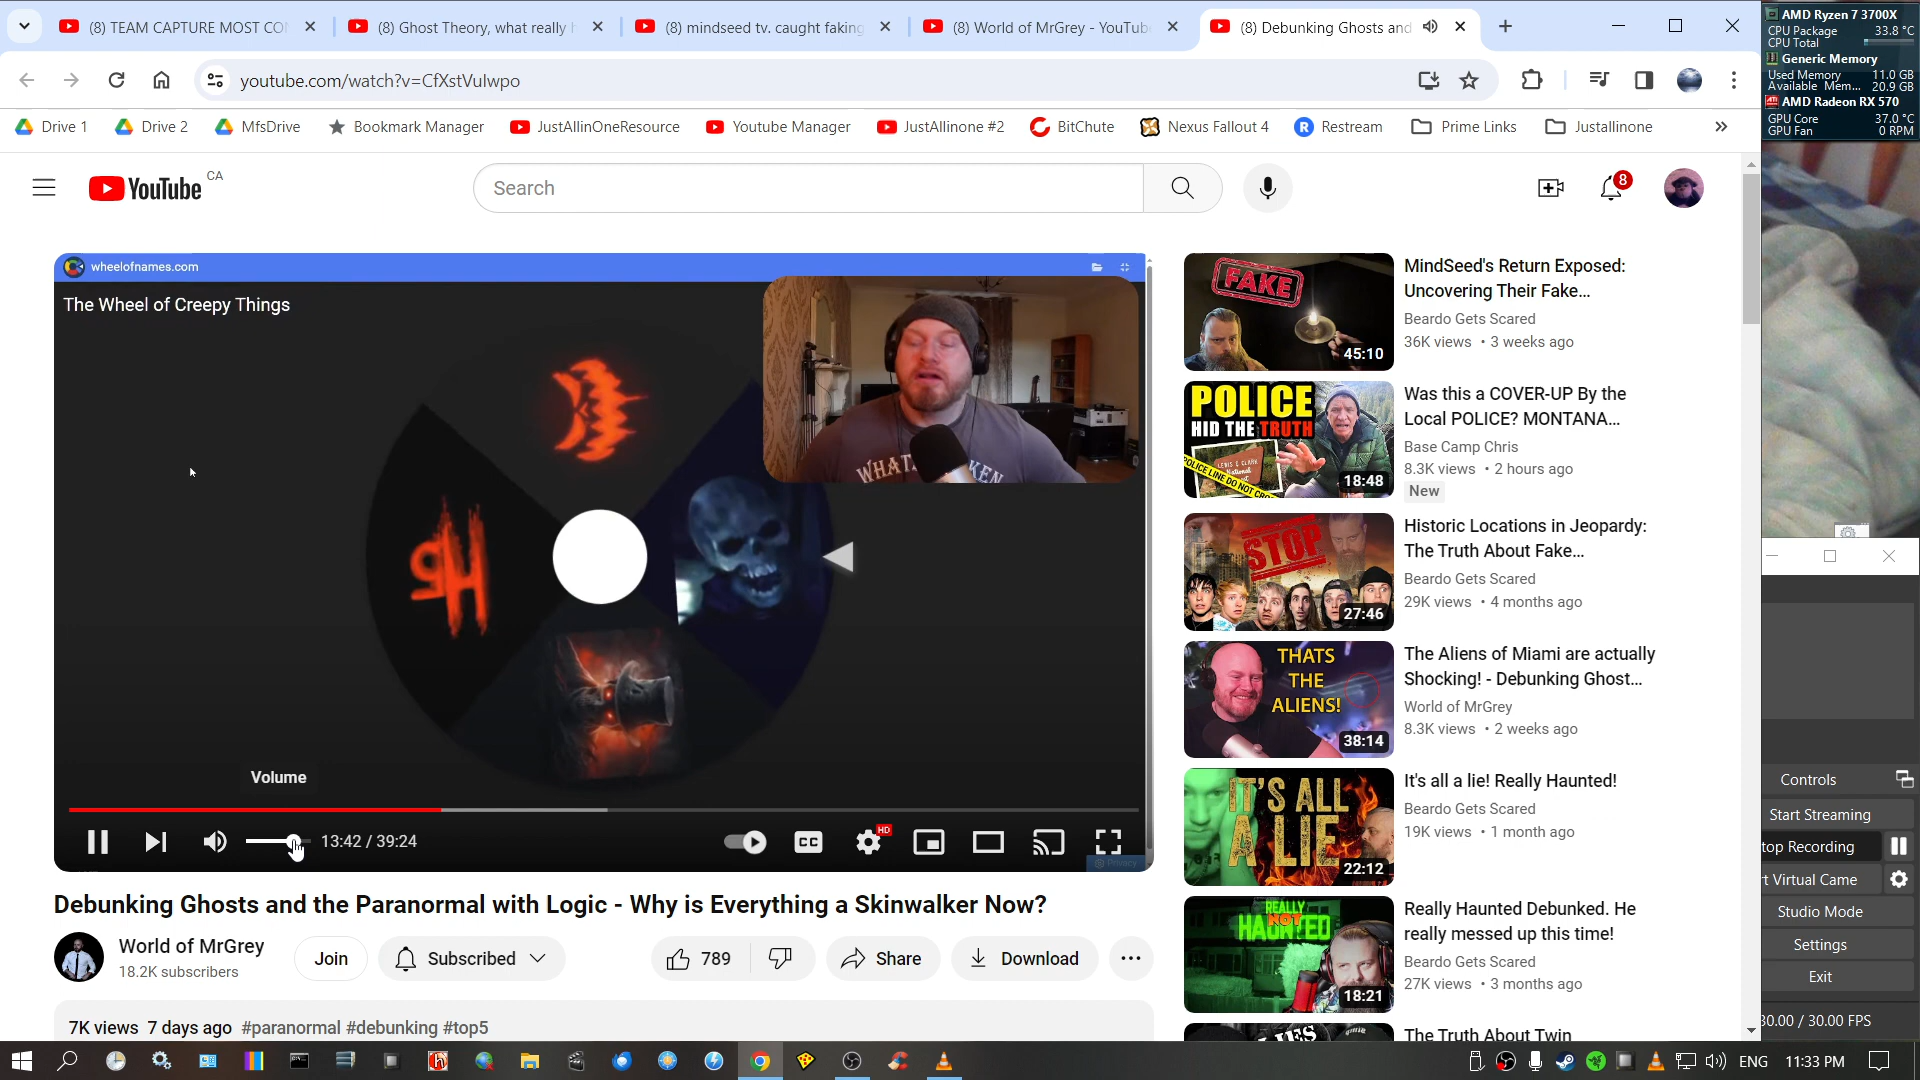 (8) TEAM CAPTURE MOST CO
(8) Ghost Theory, what really
(8) mindseed tv. caught faking
(8) World of MrGrey - YouTub
(8) Debunking Ghosts and
youtube.com/watch?v=CfXstVulwpo
Drive 1
Drive 2
MfsDrive
Bookmark Manager
JustAllinOneResource
Youtube Manager
JustAllinone #2
BitChute
Nexus Fallout 4
Restream
Prime Links
Justallinone
YouTube CA
Search
8
wheelofnames.com
The Wheel of Creepy Things
Volume
13:42 / 39:24
CC
HD
Privacy
Debunking Ghosts and the Paranormal with Logic - Why is Everything a Skinwalker Now?
World of MrGrey
18.2K subscribers
Join
Subscribed
789
Share
Download
7K views 7 days ago #paranormal #debunking #top5
FAKE
45:10
MindSeed's Return Exposed:
Uncovering Their Fake...
Beardo Gets Scared
36K views • 3 weeks ago
POLICE
HID THE TRUTH
LEWIS & CLARK
National
POLICE LINE DO NOT CRO
18:48
Was this a COVER-UP By the
Local POLICE? MONTANA...
Base Camp Chris
8.3K views • 2 hours ago
New
STOP
27:46
Historic Locations in Jeopardy:
The Truth About Fake...
Beardo Gets Scared
29K views • 4 months ago
THATS
THE
ALIENS!
38:14
The Aliens of Miami are actually
Shocking! - Debunking Ghost...
World of MrGrey
8.3K views • 2 weeks ago
IT'S ALL
A LIE
22:12
It's all a lie! Really Haunted!
Beardo Gets Scared
19K views • 1 month ago
REALLY
NOT
HAUNTED
18:21
Really Haunted Debunked. He
really messed up this time!
Beardo Gets Scared
27K views • 3 months ago
LIES
The Truth About Twin
AMD Ryzen 7 3700X
CPU Package 33.8 °C
CPU Total
Generic Memory
Used Memory 11.0 GB
Available Mem... 20.9 GB
AMD Radeon RX 570
GPU Core 37.0 °C
GPU Fan 0 RPM
Controls
Start Streaming
top Recording
t Virtual Came
Studio Mode
Settings
Exit
30.00 / 30.00 FPS
ENG
11:33 PM